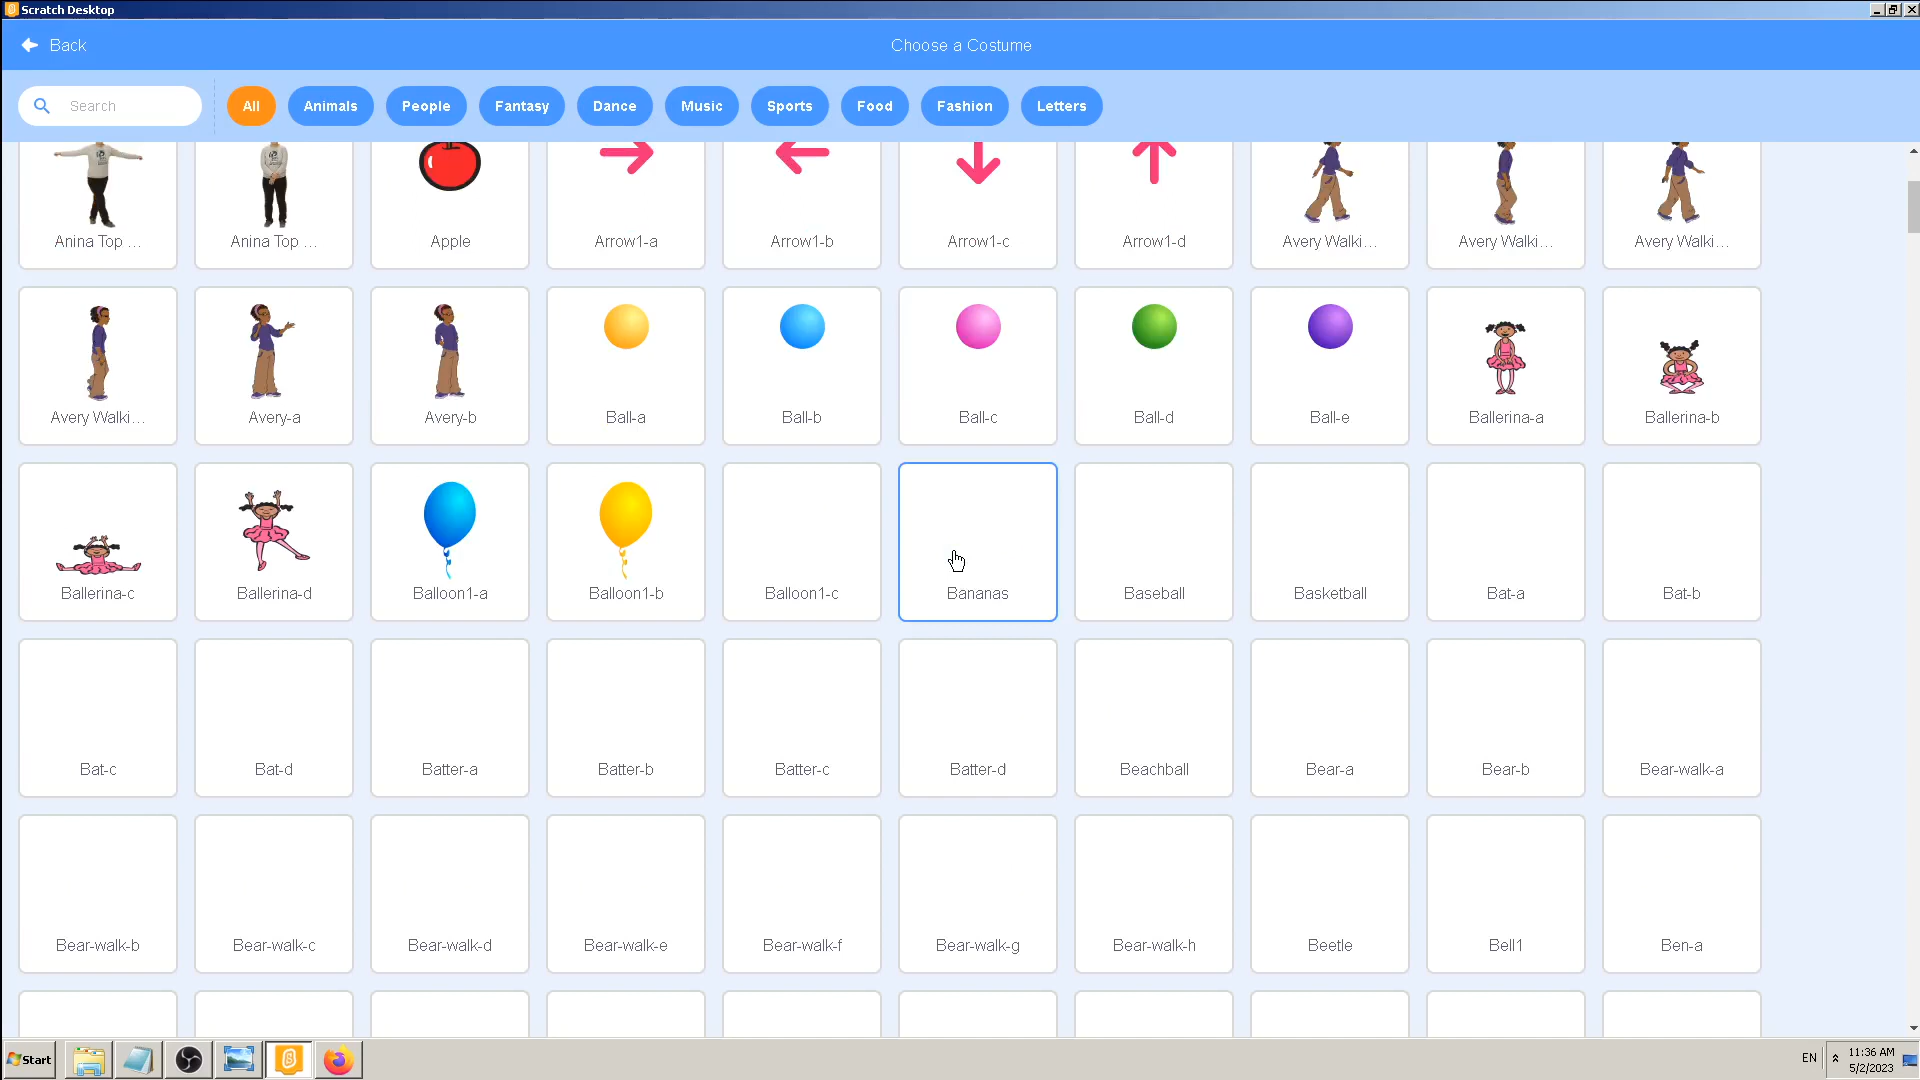 Scratch Desktop
Back
Choose a Costume
Search
All
Animals
People
Fantasy
Dance
Music
Sports
Food
Fashion
Letters
Anina Top ...
Anina Top ...
Apple
Arrow1-a
Arrow1-b
Arrow1-c
Arrow1-d
Avery Walki...
Avery Walki...
Avery Walki...
Avery Walki...
Avery-a
Avery-b
Ball-a
Ball-b
Ball-c
Ball-d
Ball-e
Ballerina-a
Ballerina-b
Ballerina-c
Ballerina-d
Balloon1-a
Balloon1-b
Balloon1-c
Bananas
Baseball
Basketball
Bat-a
Bat-b
Bat-c
Bat-d
Batter-a
Batter-b
Batter-c
Batter-d
Beachball
Bear-a
Bear-b
Bear-walk-a
Bear-walk-b
Bear-walk-c
Bear-walk-d
Bear-walk-e
Bear-walk-f
Bear-walk-g
Bear-walk-h
Beetle
Bell1
Ben-a
Start
EN
11:36 AM
5/2/2023